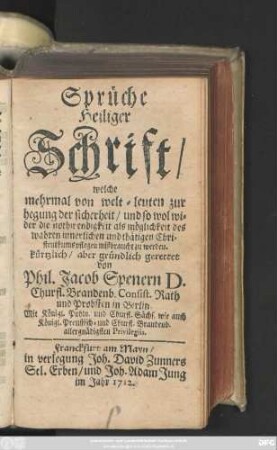 Sprüche
Heiliger
Schrift/
welche
mehrmal von welt-leuten zur
hegung der sicherheit/ und so wol wi-
der die nothwendigkeit als möglichkeit des
wahren innerlichen und thätigen Chri-
stenthums pflegen mißbraucht zu werden.
kürtzlich/ aber gründlich gerettet
von
Phil. Jacob Spenern D.
Churfl. Brandenb. Consist. Rath
und Probsten in Berlin.
Mit Königl. Pohln. und Churfl. Sächs. wie auch
Königl. Preussisch- und Churfl. Brandenb.
allergnädigsten Privilegiis.
Franckfurt am Mayn/
in verlegung Joh. David Zunners
Sel. Erben/ und Joh. Adam Jung
im Jahr 1712.